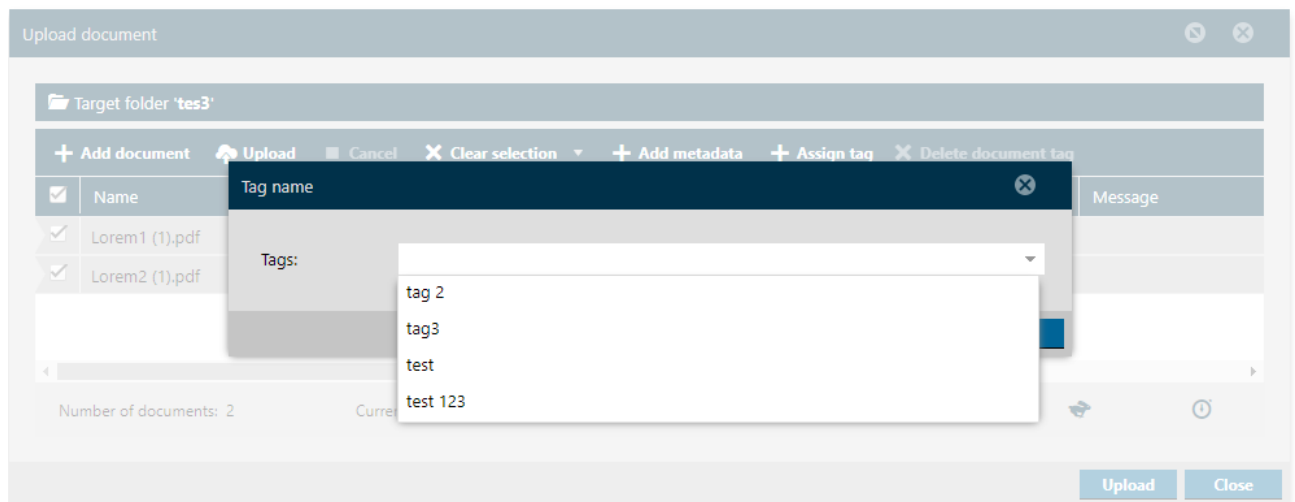 Upload document
Target folder 'tes3'
Add document Upload Cancel Clear selection Add metadata Assign tag Delete document tag
Tag name
Name Message
Lorem1 (1).pdf
Tags:
Lorem2 (1).pdf
tag 2
tag3
test
test 123
Number of documents: 2
Upload Close